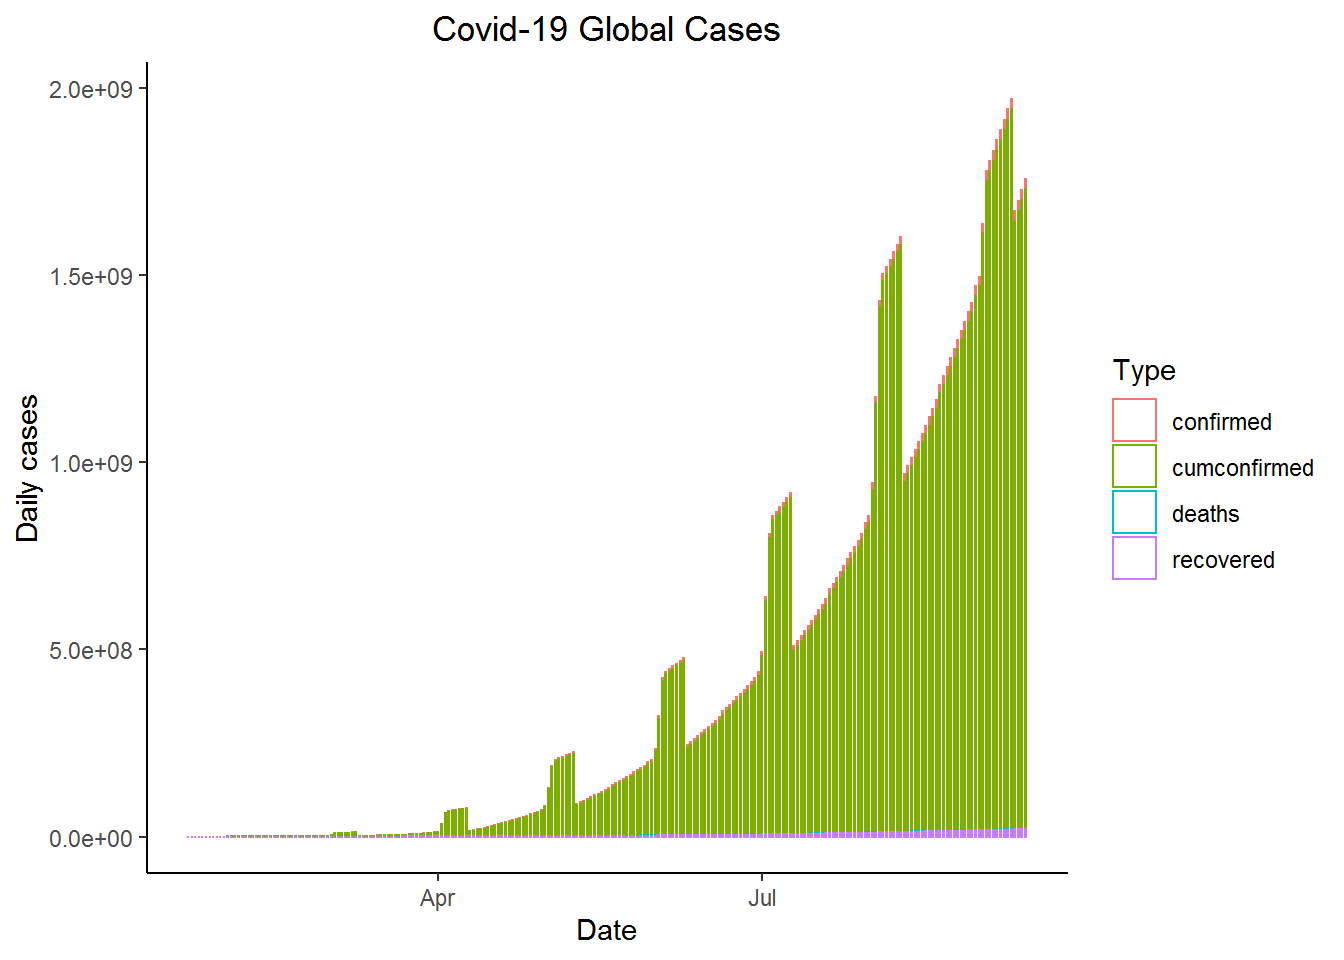 Covid-19 Global Cases
2.0e+09
1.5e+09
1.0e+09
5.0e+08
0.0e+00
Daily cases
Apr
Jul
Date
Type
confirmed
cumconfirmed
deaths
recovered